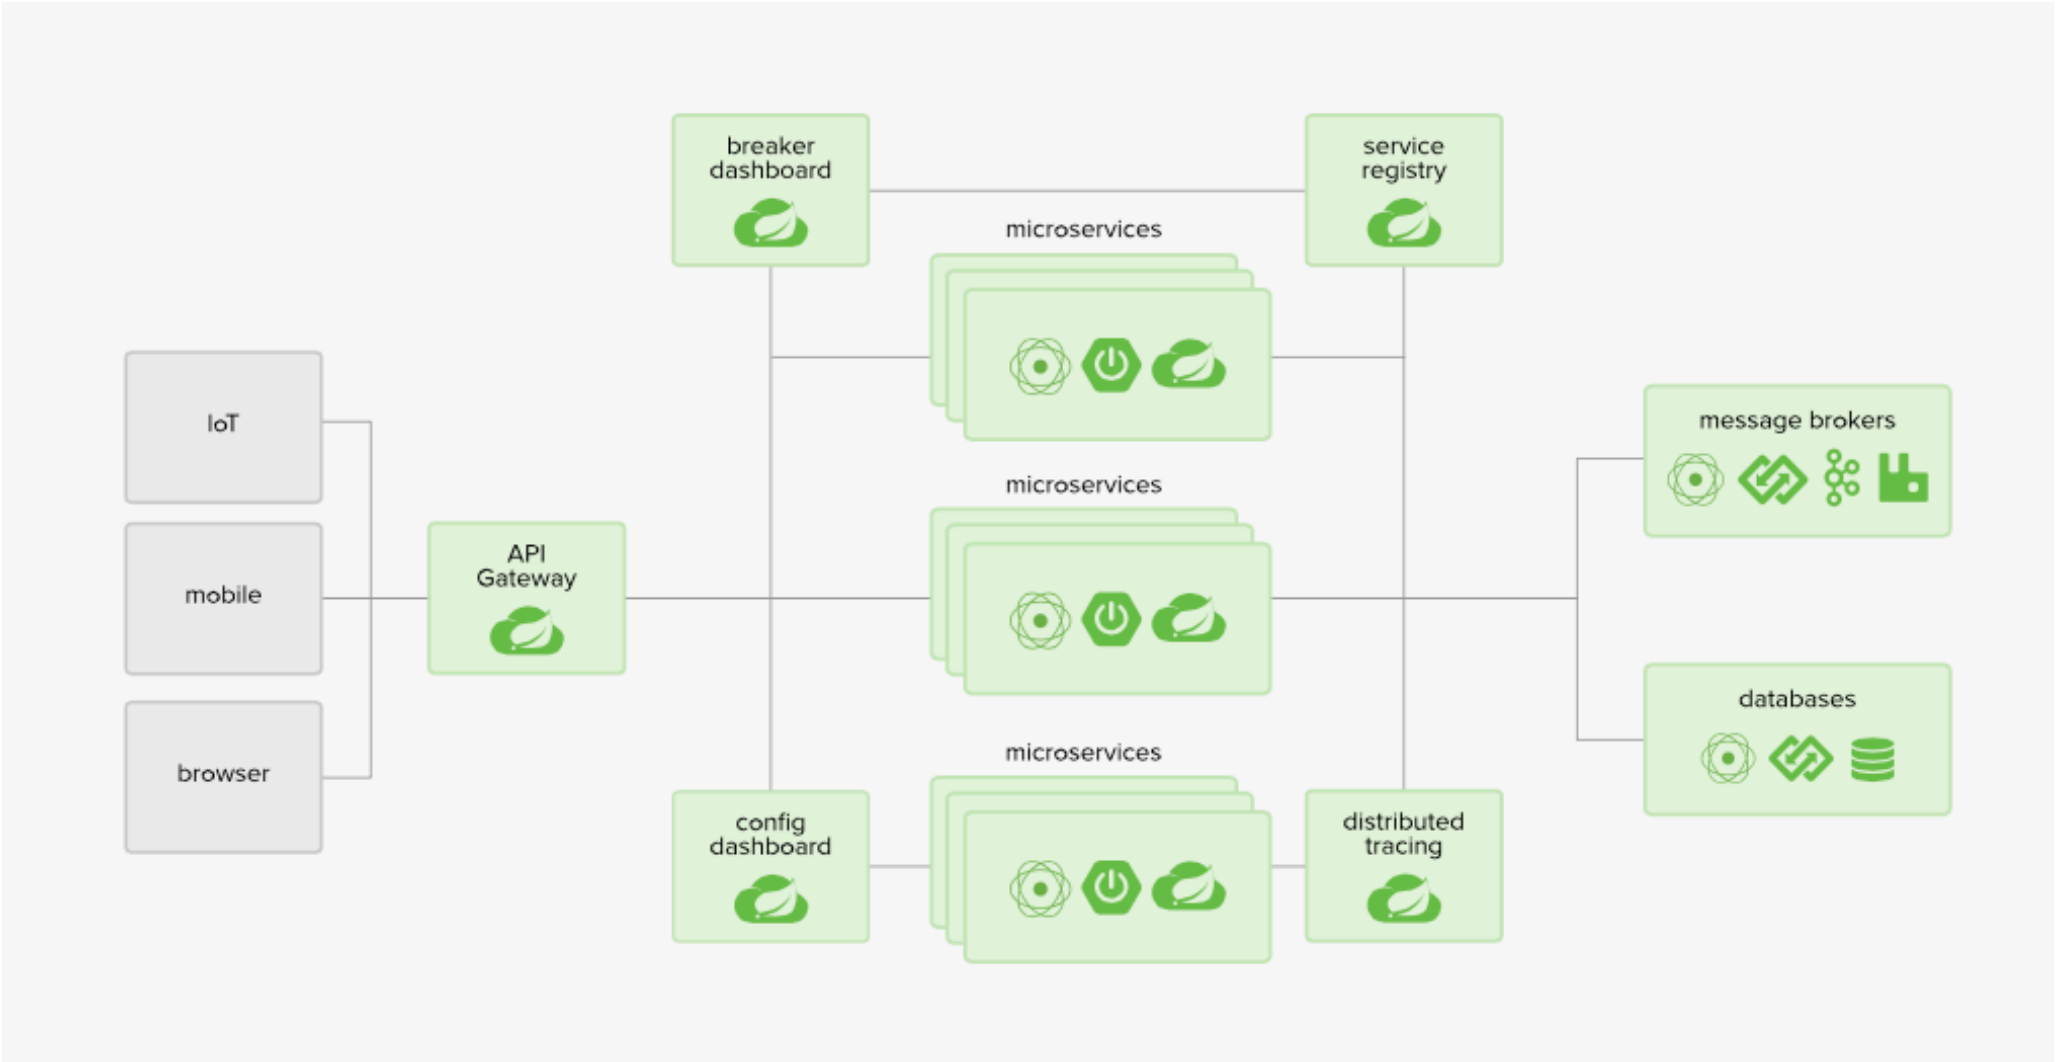 breaker
dashboard
service
registry
microservices
IoT
message brokers
microservices
API
Gateway
mobile
databases
microservices
browser
config
dashboard
distributed
tracing